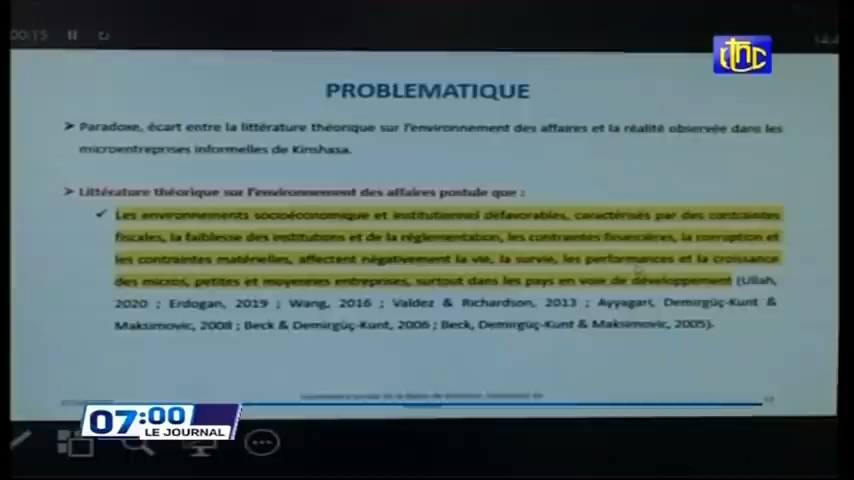 00:15
PROBLEMATIQUE
➤ Paradoxe, écart entre la littérature théorique sur l'environnement des affaires et la réalité observée dans les
microentreprises informelles de Kinshasa.
➤ Littérature théorique sur l'environnement des affaires postule que :
✓ Les environnements socioéconomique et institutionnel défavorables, caractérisés par des contraintes
fiscales, la faiblesse des institutions et de la réglementation, les contraintes financières, la corruption et
les contraintes matérielles, affectent négativement la vie, la survie, les performances et la croissance
des micros, petites et moyennes entreprises, surtout dans les pays en voie de développement (Ullah,
2020 ; Erdogan, 2019 ; Wang, 2016 ; Valdez & Richardson, 2013 ; Ayyagari, Demirgüç-Kunt &
Maksimovic, 2008 ; Beck & Demirgüç-Kunt, 2006 ; Beck, Demirgüç-Kunt & Maksimovic, 2005).
07:00
LE JOURNAL